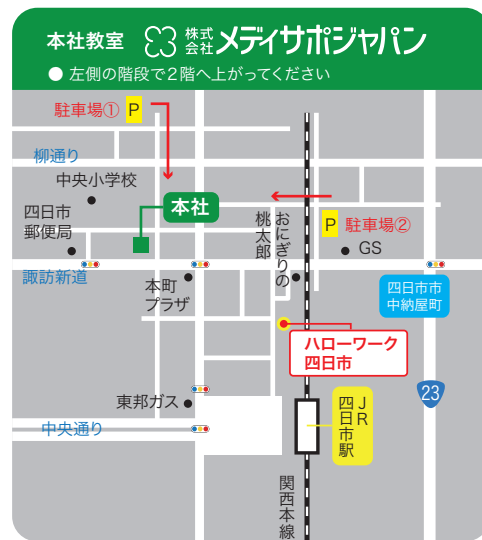 本社教室 株式会社 メディサポジャパン
● 左側の階段で2階へ上がってください
駐車場① P
柳通り
中央小学校
本社
四日市
郵便局
おにぎりの
桃太郎
P 駐車場②
GS
諏訪新道
本町
プラザ
四日市市
中納屋町
ハローワーク
四日市
23
東邦ガス
JR
四日市駅
中央通り
関西本線